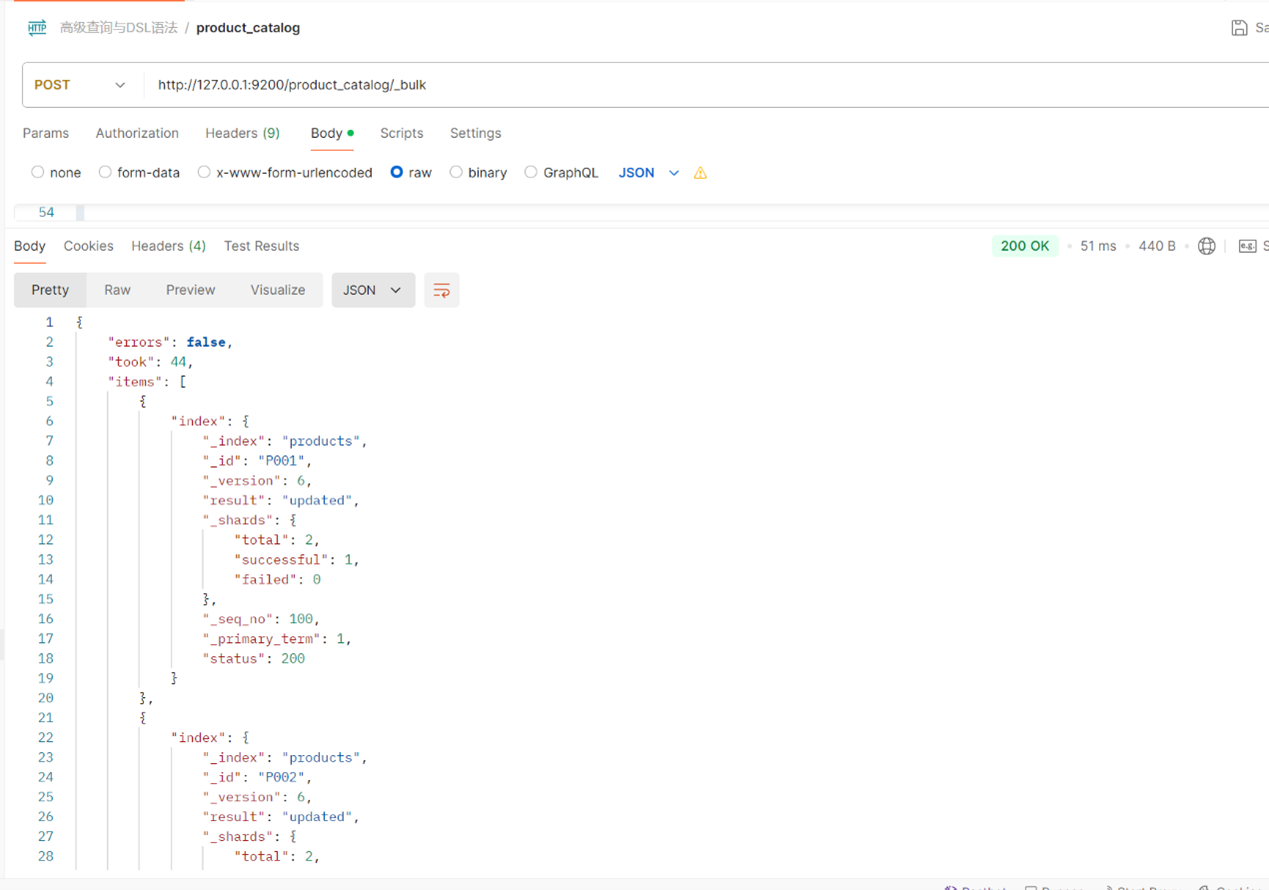 HTTP 高级查询与DSL语法 / product_catalog
POST http://127.0.0.1:9200/product_catalog/_bulk
Params Authorization Headers (9) Body Scripts Settings
none form-data x-www-form-urlencoded raw binary GraphQL JSON
54
Body Cookies Headers (4) Test Results 200 OK 51 ms 440 B e.g.
Pretty Raw Preview Visualize JSON
1 {
2 "errors": false,
3 "took": 44,
4 "items": [
5 {
6 "index": {
7 "_index": "products",
8 "_id": "P001",
9 "_version": 6,
10 "result": "updated",
11 "_shards": {
12 "total": 2,
13 "successful": 1,
14 "failed": 0
15 },
16 "_seq_no": 100,
17 "_primary_term": 1,
18 "status": 200
19 }
20 },
21 {
22 "index": {
23 "_index": "products",
24 "_id": "P002",
25 "_version": 6,
26 "result": "updated",
27 "_shards": {
28 "total": 2,